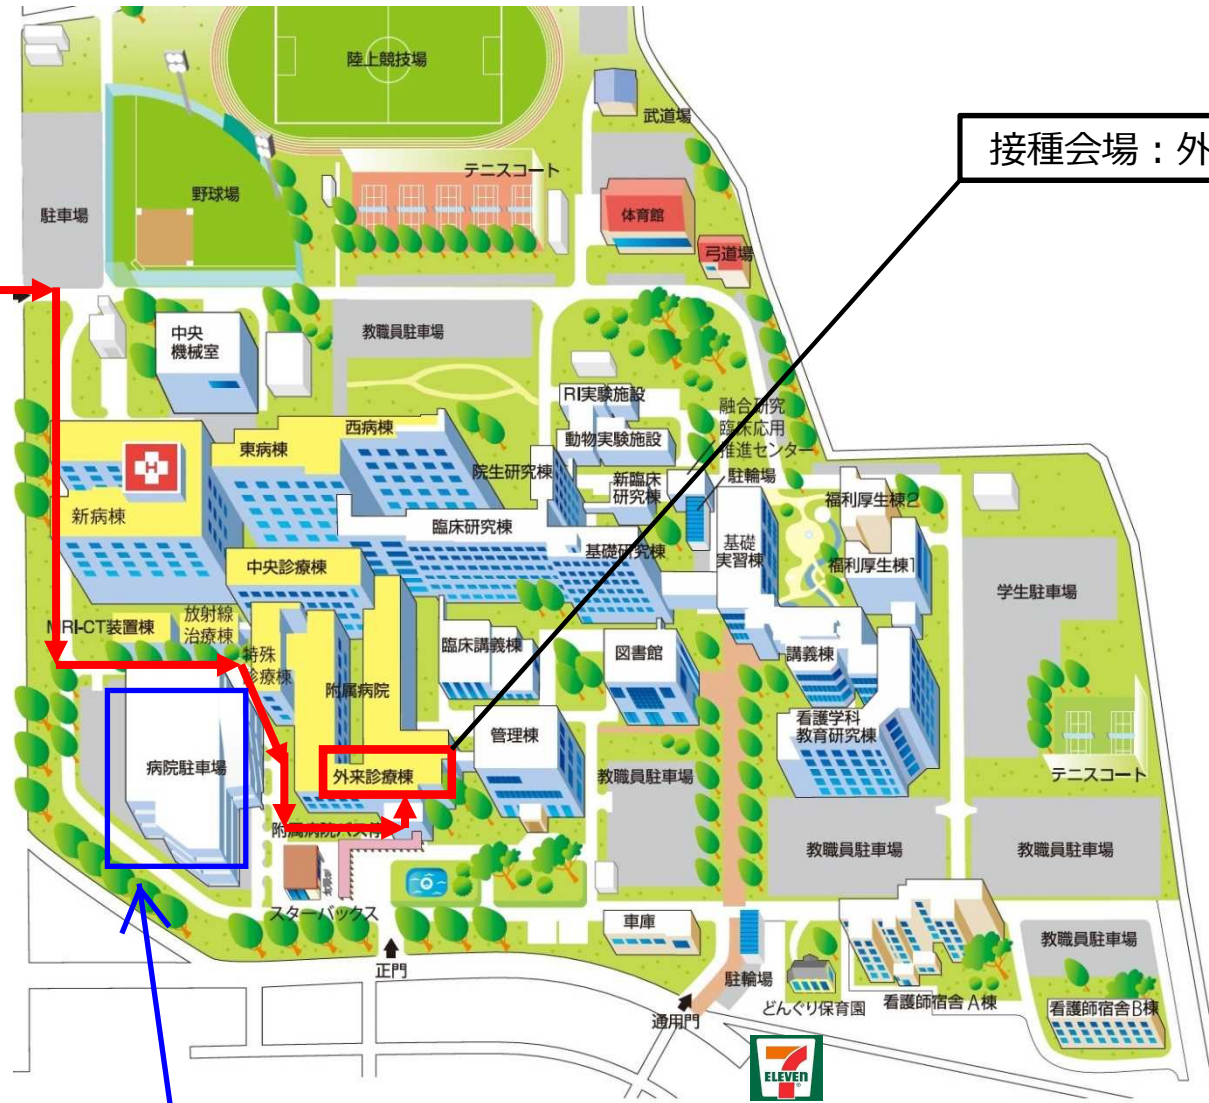 陸上競技場
武道場
接種会場：外
テニスコート
野球場
駐車場
体育館
弓道場
教職員駐車場
中央
機械室
RI実験施設
融合研究
臨床応用
推進センター
西病棟
東病棟
動物実験施設
院生研究棟
新臨床
研究棟
駐輪場
H
新病棟
臨床研究棟
福利厚生棟2
基礎研究棟
基礎
実習棟
中央診療棟
福利厚生棟1
学生駐車場
MRI-CT装置棟
放射線
治療棟
特殊
診療棟
臨床講義棟
図書館
講義棟
附属病院
看護学科
教育研究棟
管理棟
病院駐車場
外来診療棟
教職員駐車場
テニスコート
附属病院バス停
教職員駐車場
教職員駐車場
スターバックス
車庫
教職員駐車場
正門
駐輪場
どんぐり保育園
看護師宿舎A棟
看護師宿舎B棟
通用門
7
ELEVEn